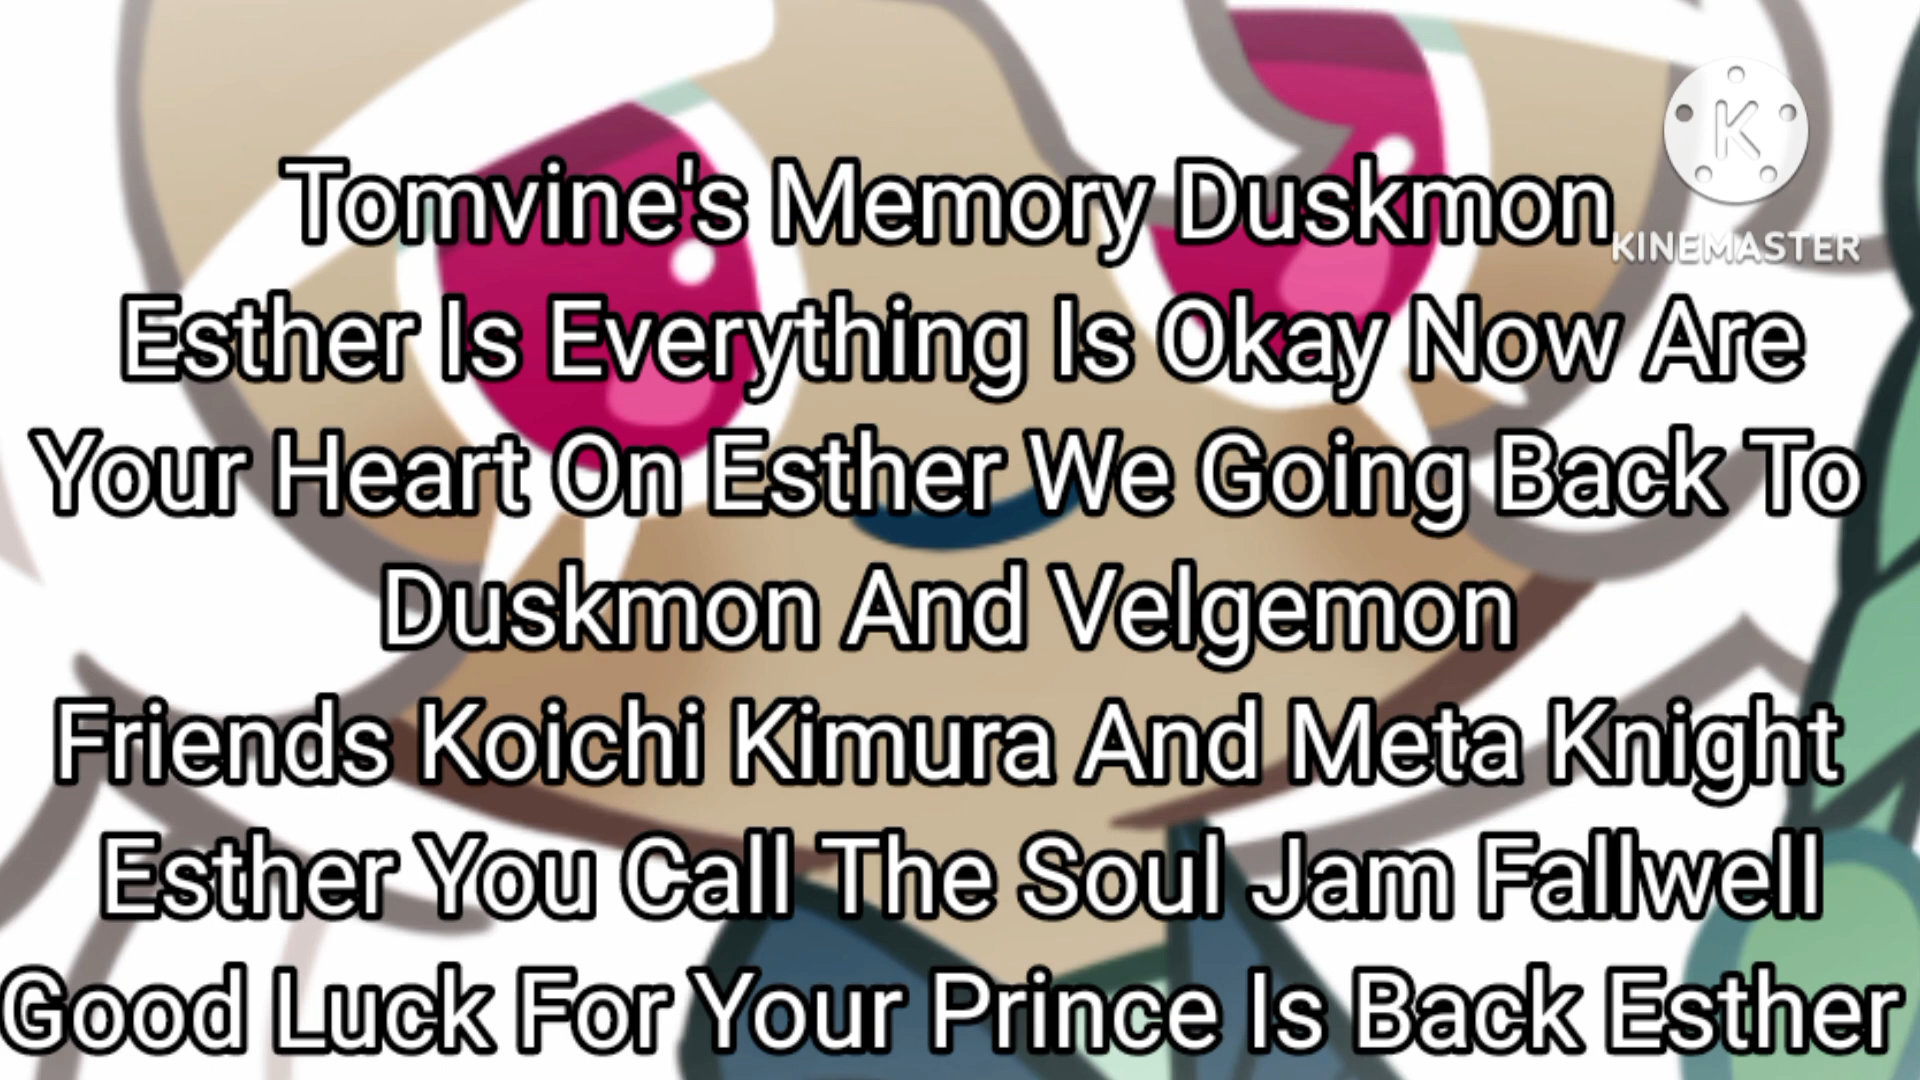 K
KINEMASTER
Tomvine's Memory Duskmon
Esther Is Everything Is Okay Now Are
Your Heart On Esther We Going Back To
Duskmon And Velgemon
Friends Koichi Kimura And Meta Knight
Esther You Call The Soul Jam Fallwell
Good Luck For Your Prince Is Back Esther